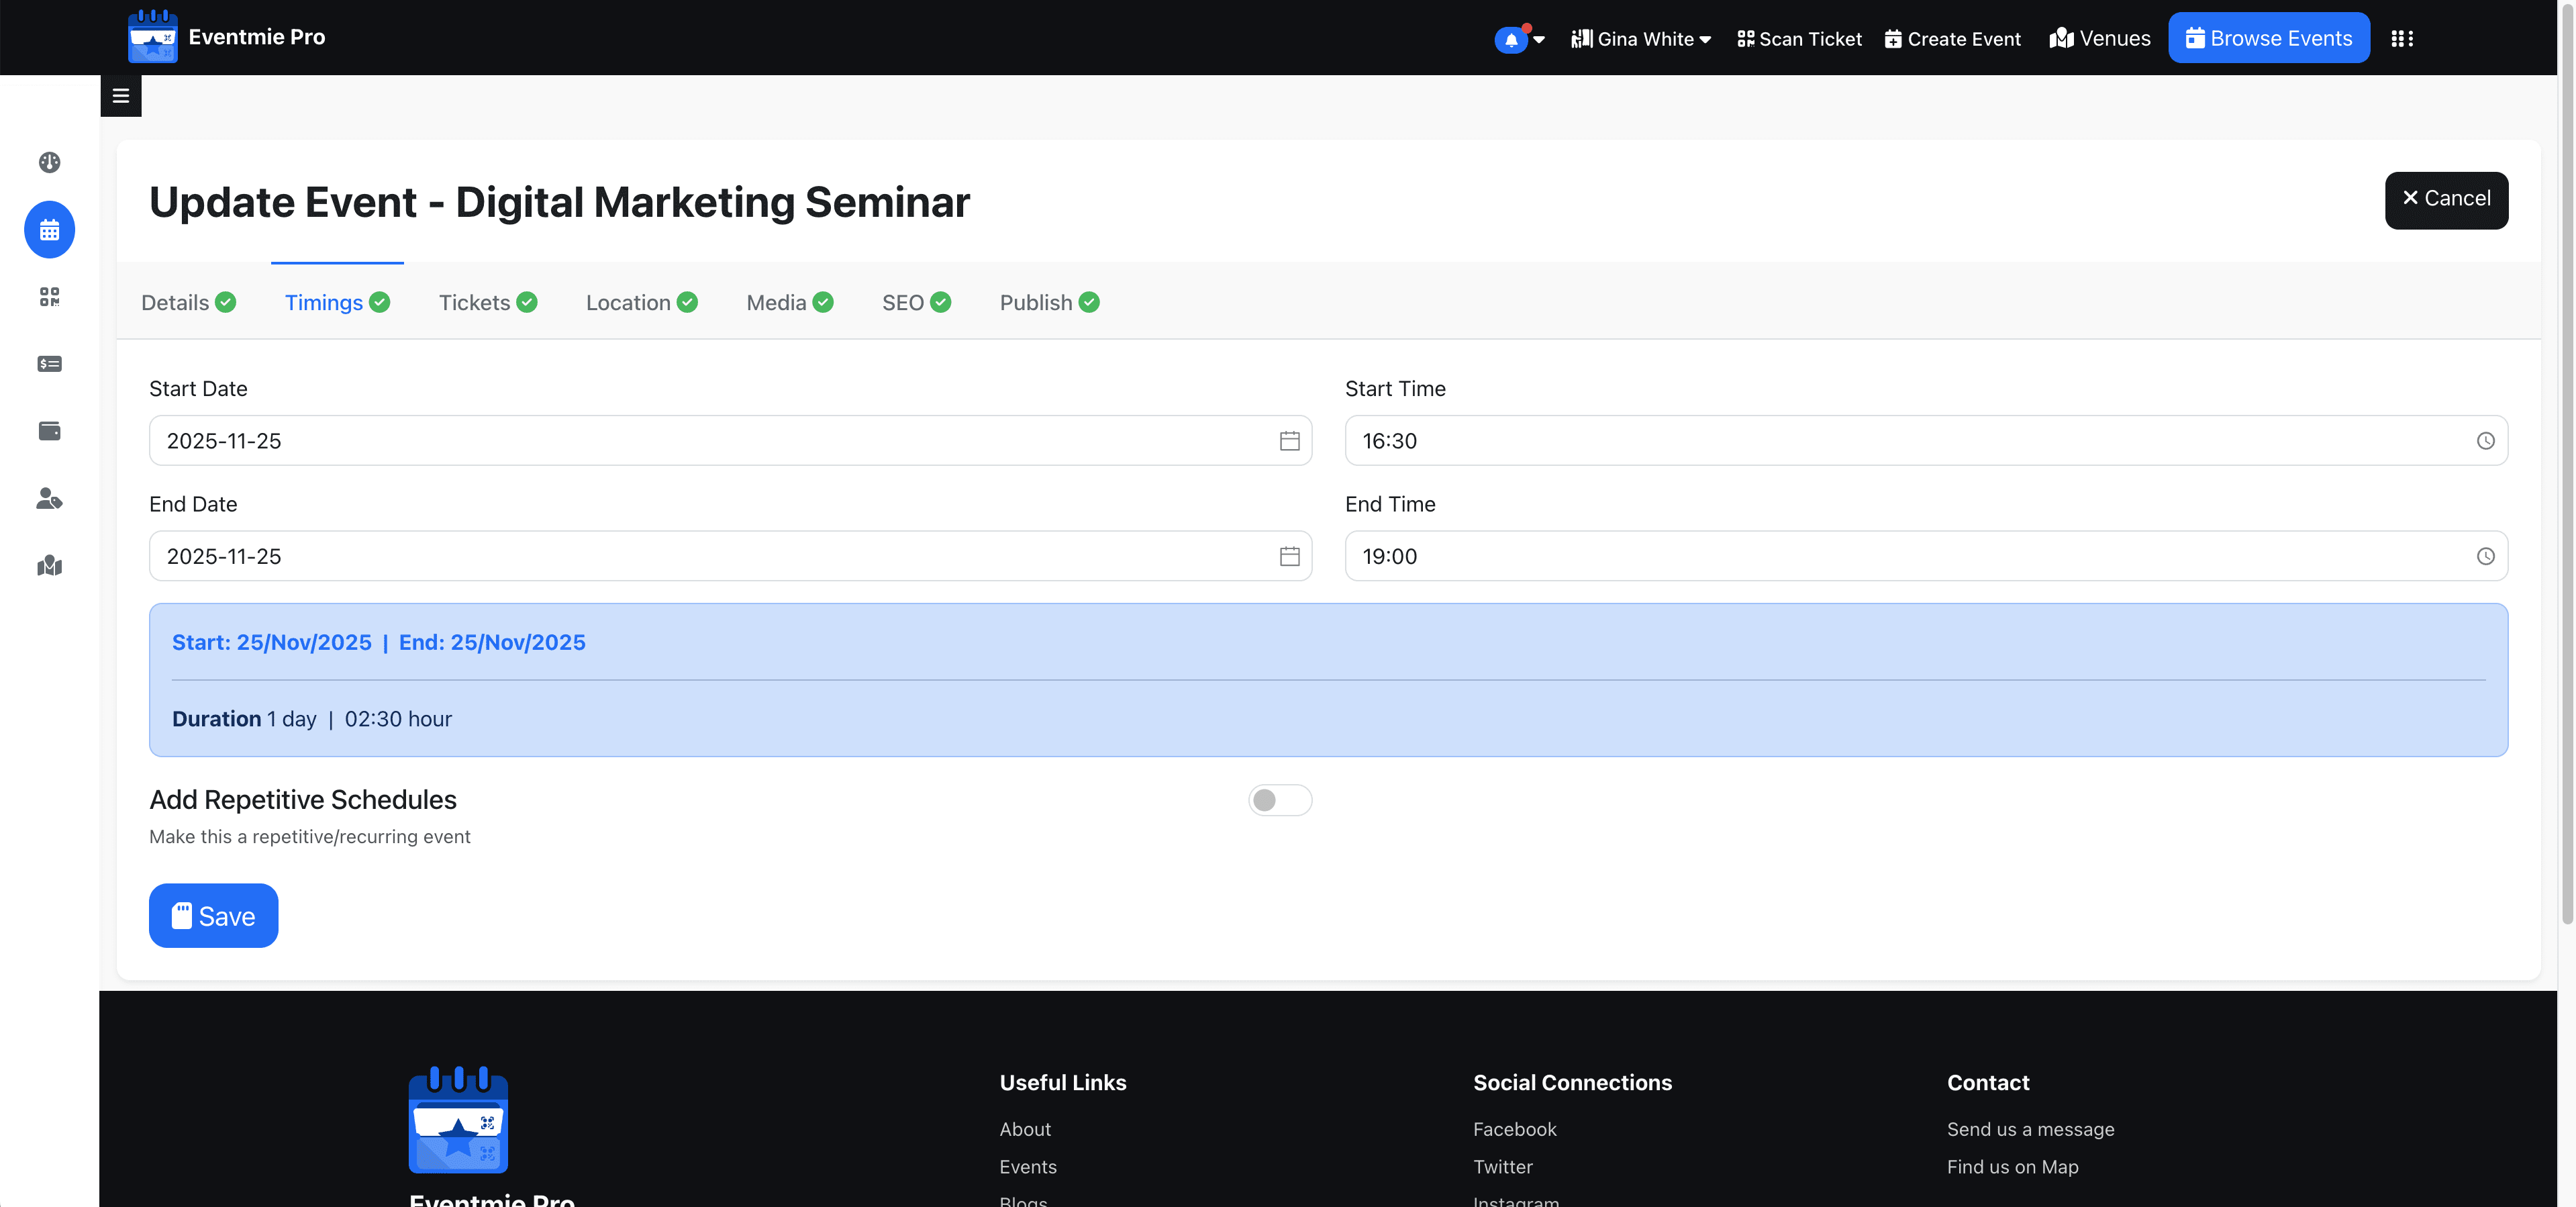 Eventmie Pro
Gina White
Scan Ticket
Create Event
Venues
Browse Events
Update Event - Digital Marketing Seminar
Cancel
Details
Timings
Tickets
Location
Media
SEO
Publish
Start Date
Start Time
2025-11-25
16:30
End Date
End Time
2025-11-25
19:00
Start: 25/Nov/2025 | End: 25/Nov/2025
Duration 1 day | 02:30 hour
Add Repetitive Schedules
Make this a repetitive/recurring event
Save
Eventmie Pro
Useful Links
About
Events
Blogs
Social Connections
Facebook
Twitter
Instagram
Contact
Send us a message
Find us on Map